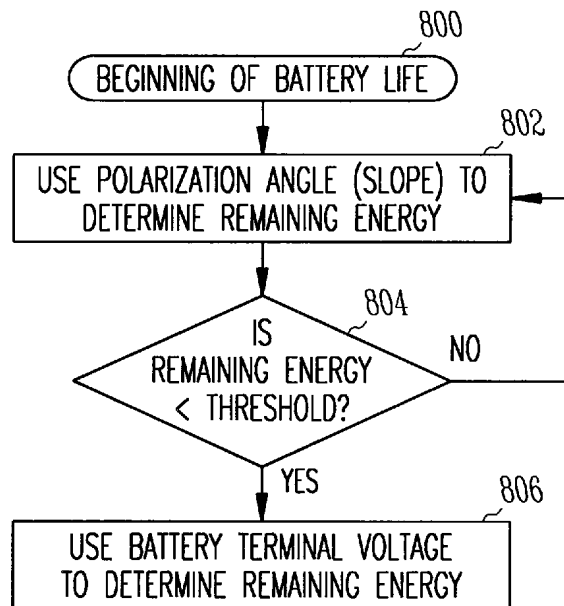 800
BEGINNING OF BATTERY LIFE
802
USE POLARIZATION ANGLE (SLOPE) TO
DETERMINE REMAINING ENERGY
804
IS
REMAINING ENERGY
< THRESHOLD?
NO
YES
806
USE BATTERY TERMINAL VOLTAGE
TO DETERMINE REMAINING ENERGY